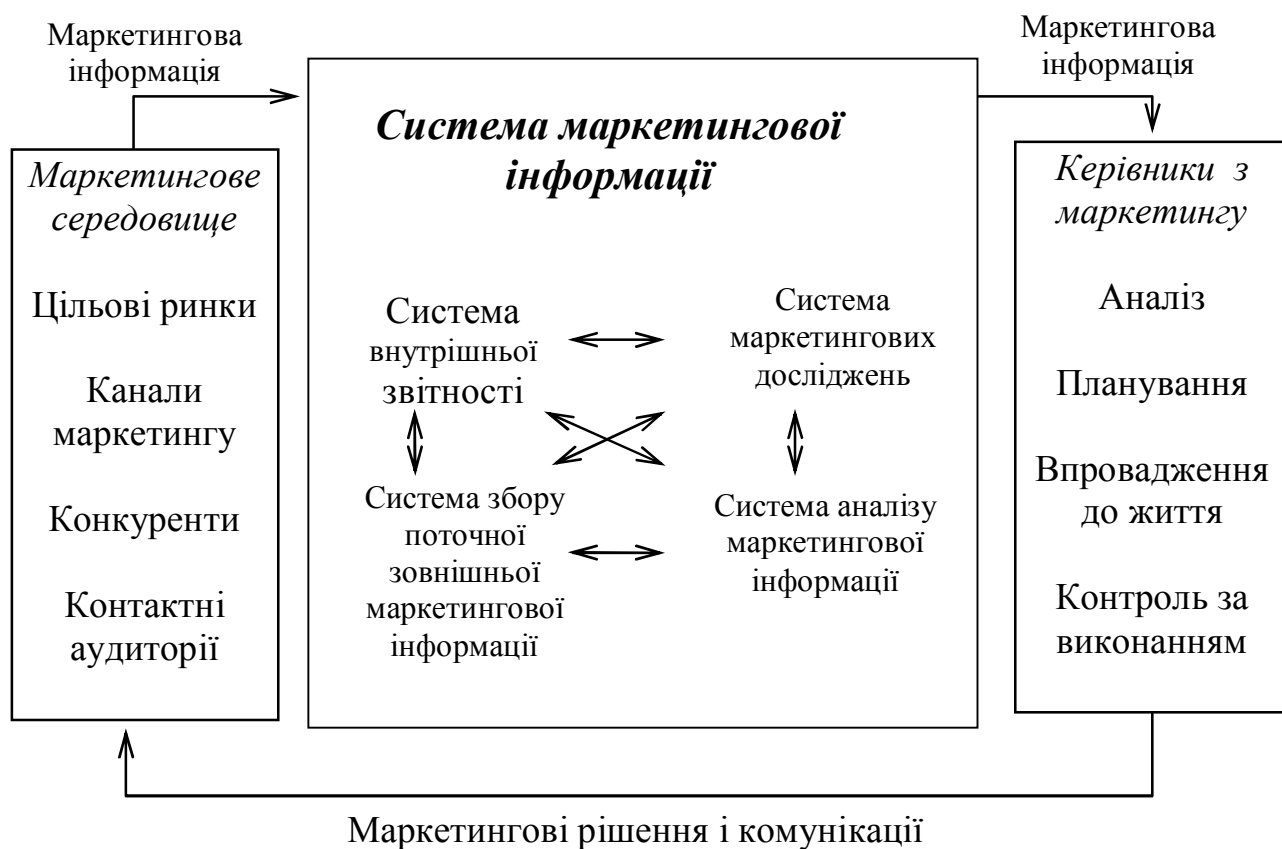 Маркетингова
інформація
Маркетингова
інформація
Система маркетингової
інформації
Маркетингове
середовище
Цільові ринки
Канали
маркетингу
Конкуренти
Контактні
аудиторії
Система
внутрішньої
звітності
Система
маркетингових
досліджень
Система збору
поточної
зовнішньої
маркетингової
інформації
Система аналізу
маркетингової
інформації
Керівники з
маркетингу
Аналіз
Планування
Впровадження
до життя
Контроль за
виконанням
Маркетингові рішення і комунікації